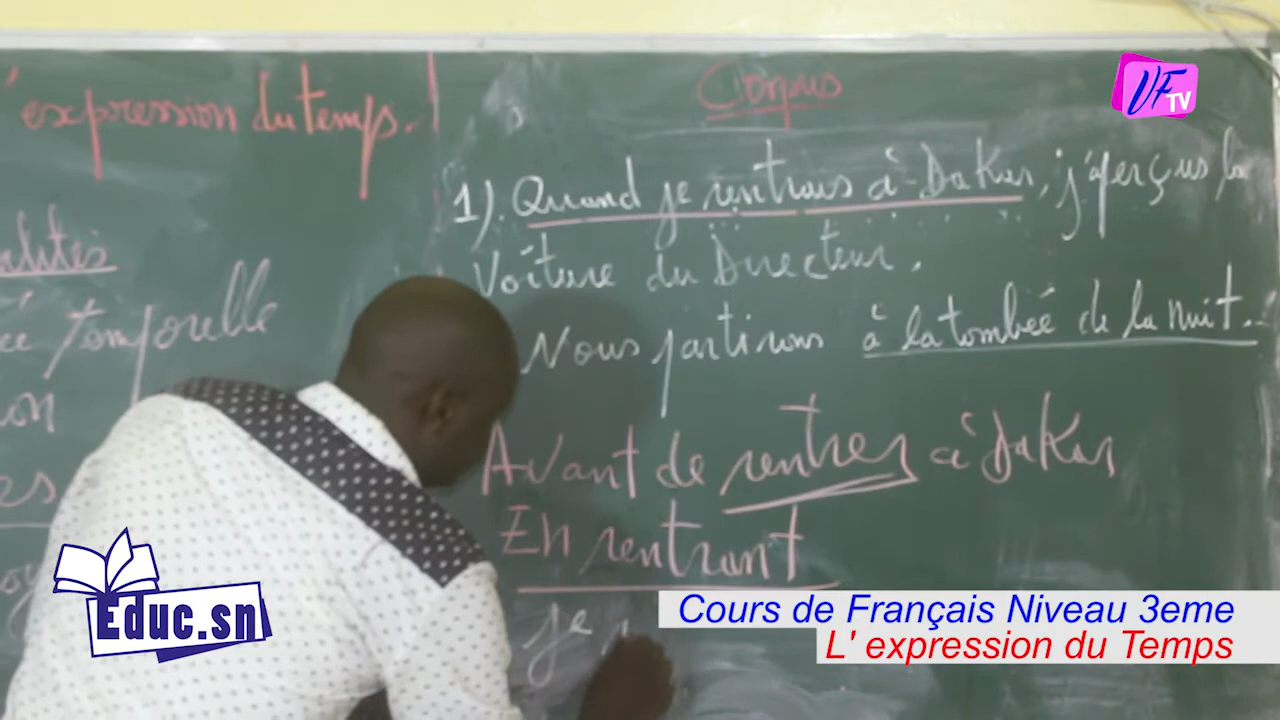 expression du temps.
Corpus
1). Quand je rentrais à Dakar, j'aperçus la
Voiture du Directeur.
Nous partirons à la tombée de la nuit.
temporelle
Avant de rentrer à Dakar
En rentrant
je
VF TV
Educ.sn
Cours de Français Niveau 3eme
L' expression du Temps